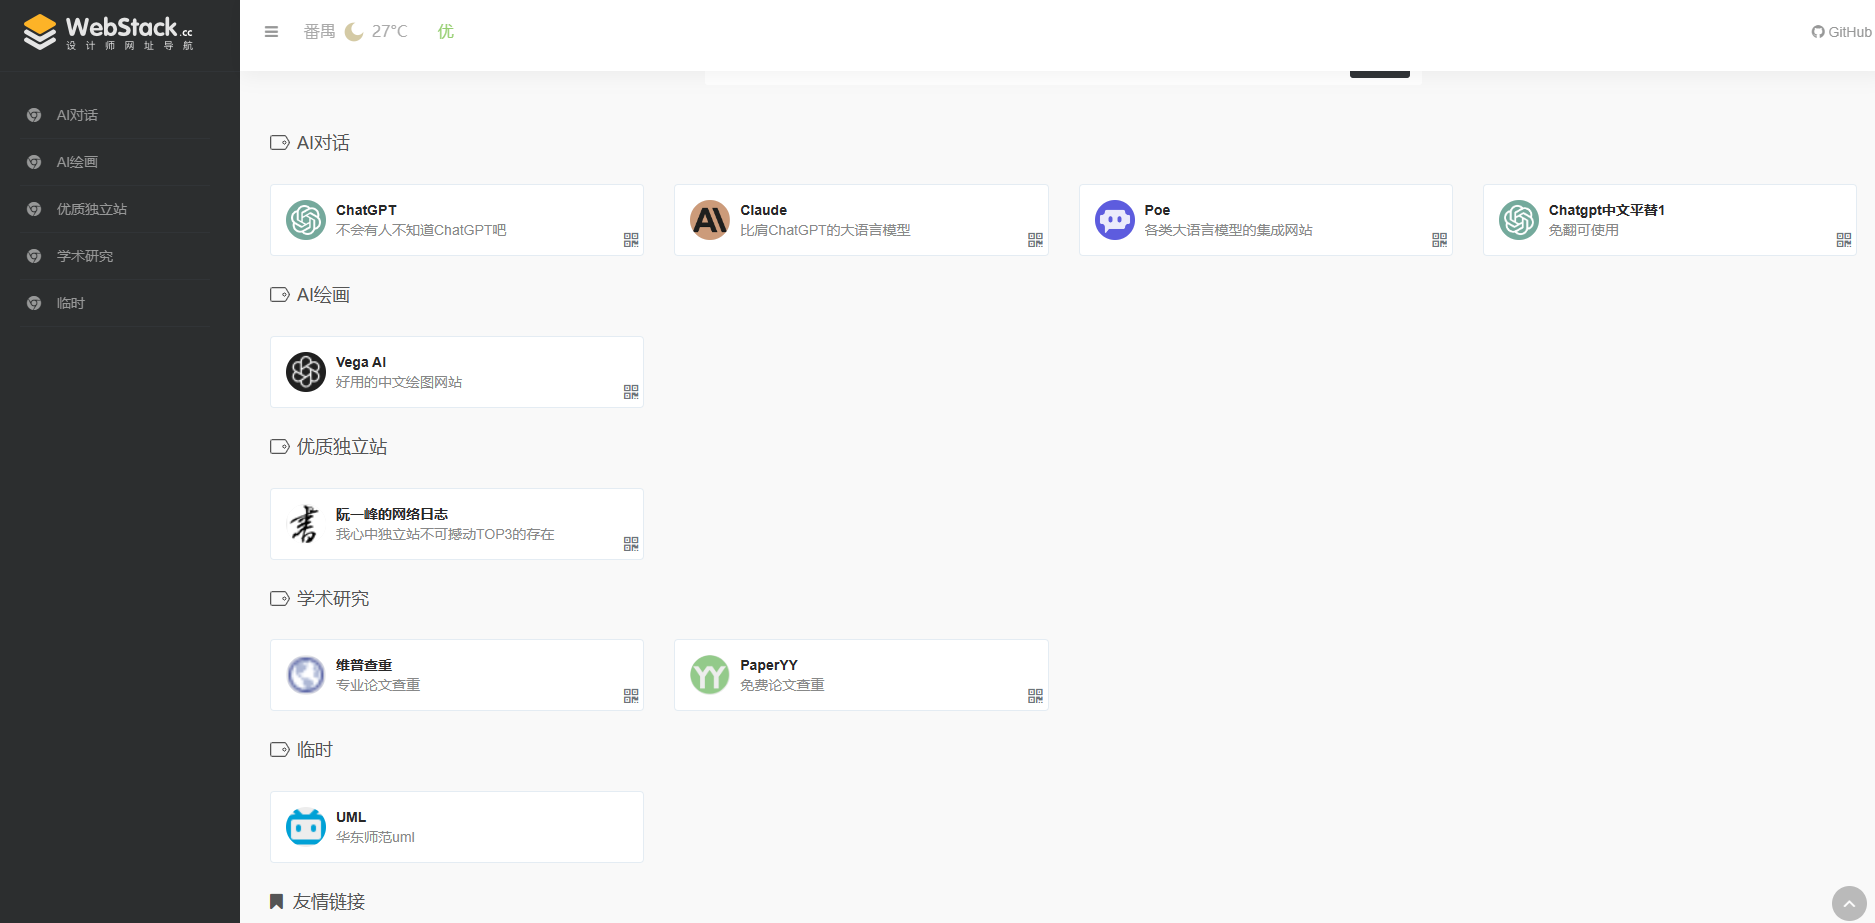 WebStack.cc
设计师网址导航
番禺 27°C 优
GitHub
AI对话
AI绘画
优质独立站
学术研究
临时
AI对话
ChatGPT
不会有人不知道ChatGPT吧
Claude
比肩ChatGPT的大语言模型
Poe
各类大语言模型的集成网站
Chatgpt中文平替1
免翻可使用
AI绘画
Vega AI
好用的中文绘图网站
优质独立站
阮一峰的网络日志
我心中独立站不可撼动TOP3的存在
学术研究
维普查重
专业论文查重
PaperYY
免费论文查重
临时
UML
华东师范uml
友情链接